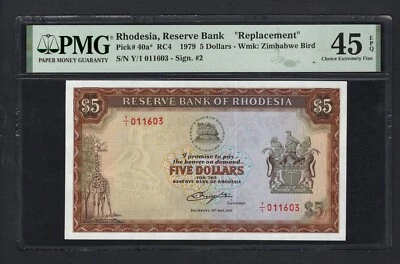 PMG
PAPER MONEY GUARANTY
Rhodesia, Reserve Bank "Replacement"
Pick# 40a* RC4 1979 5 Dollars - Wmk: Zimbabwe Bird
S/N Y/1 011603 - Sign. #2
45 EPQ
Choice Extremely Fine
$5 RESERVE BANK OF RHODESIA $5
Y/1 011603
I promise to pay
the bearer on demand
FIVE DOLLARS
FOR THE
RESERVE BANK OF RHODESIA
Y/1 011603
$5